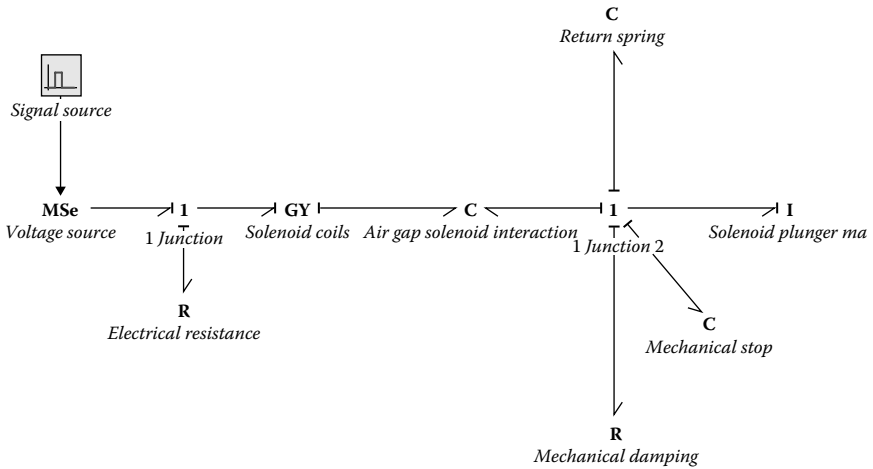 C
Return spring
Signal source
MSe
Voltage source
1
1 Junction
GY
Solenoid coils
C
Air gap solenoid interaction
1
1 Junction 2
I
Solenoid plunger ma
R
Electrical resistance
C
Mechanical stop
R
Mechanical damping